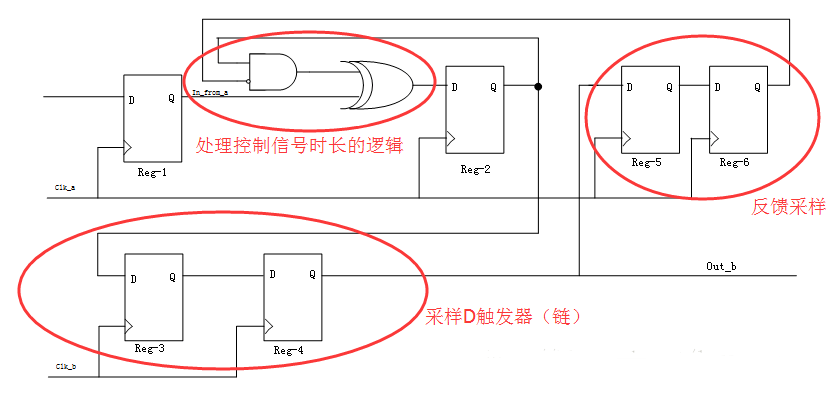 D Q
Reg-1
In_from_a
D Q
Reg-2
D Q
Reg-5
D Q
Reg-6
处理控制信号时长的逻辑
反馈采样
Clk_a
D Q
Reg-3
D Q
Reg-4
Out_b
采样D触发器（链）
Clk_b